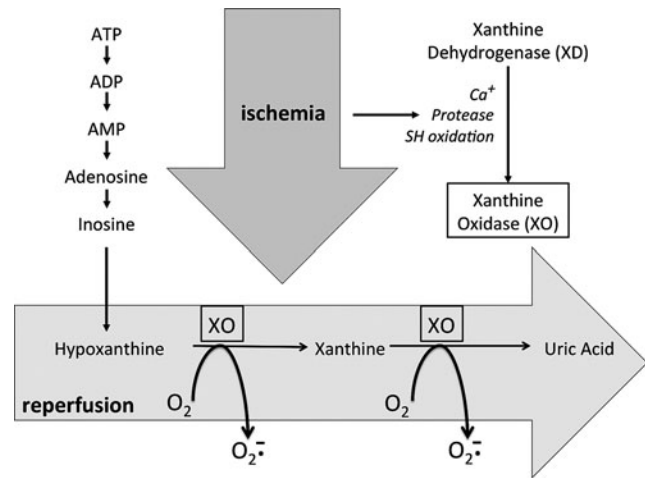 ATP
ADP
AMP
Adenosine
Inosine
ischemia
Xanthine
Dehydrogenase (XD)
Ca⁺
Protease
SH oxidation
Xanthine
Oxidase (XO)
XO
XO
Hypoxanthine
Xanthine
Uric Acid
reperfusion
O₂
O₂
O₂•̄
O₂•̄